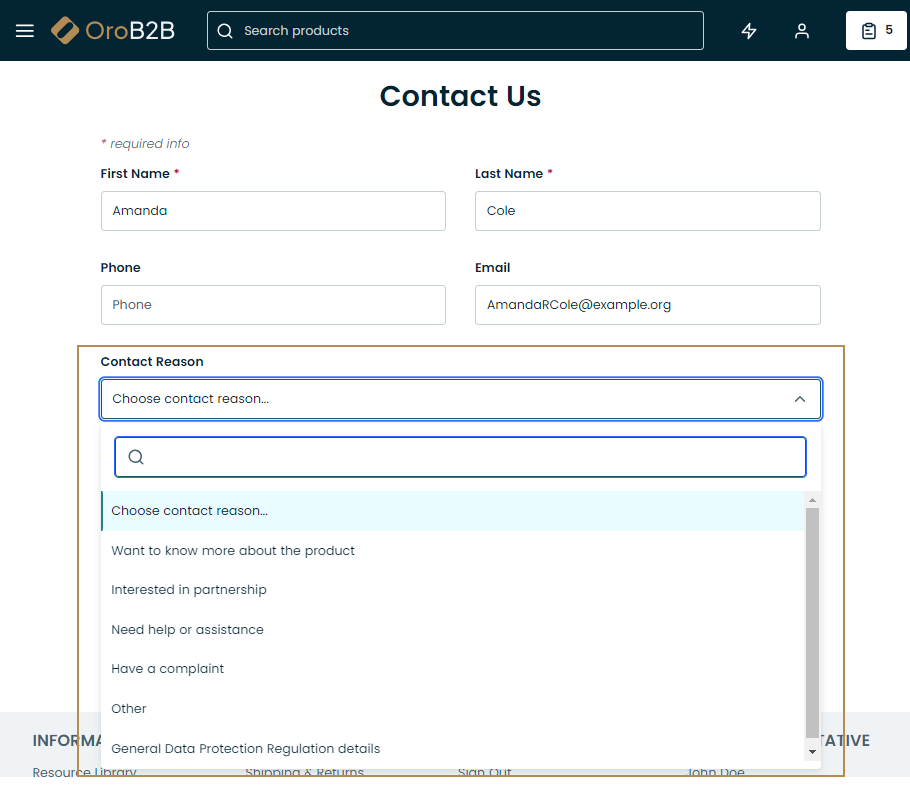 OroB2B
Search products
5
Contact Us
* required info
First Name *
Last Name *
Amanda
Cole
Phone
Email
Phone
AmandaRCole@example.org
Contact Reason
Choose contact reason...
Choose contact reason...
Want to know more about the product
Interested in partnership
Need help or assistance
Have a complaint
Other
General Data Protection Regulation details
Resource Library
Shipping & Returns
Sign Out
John Doe